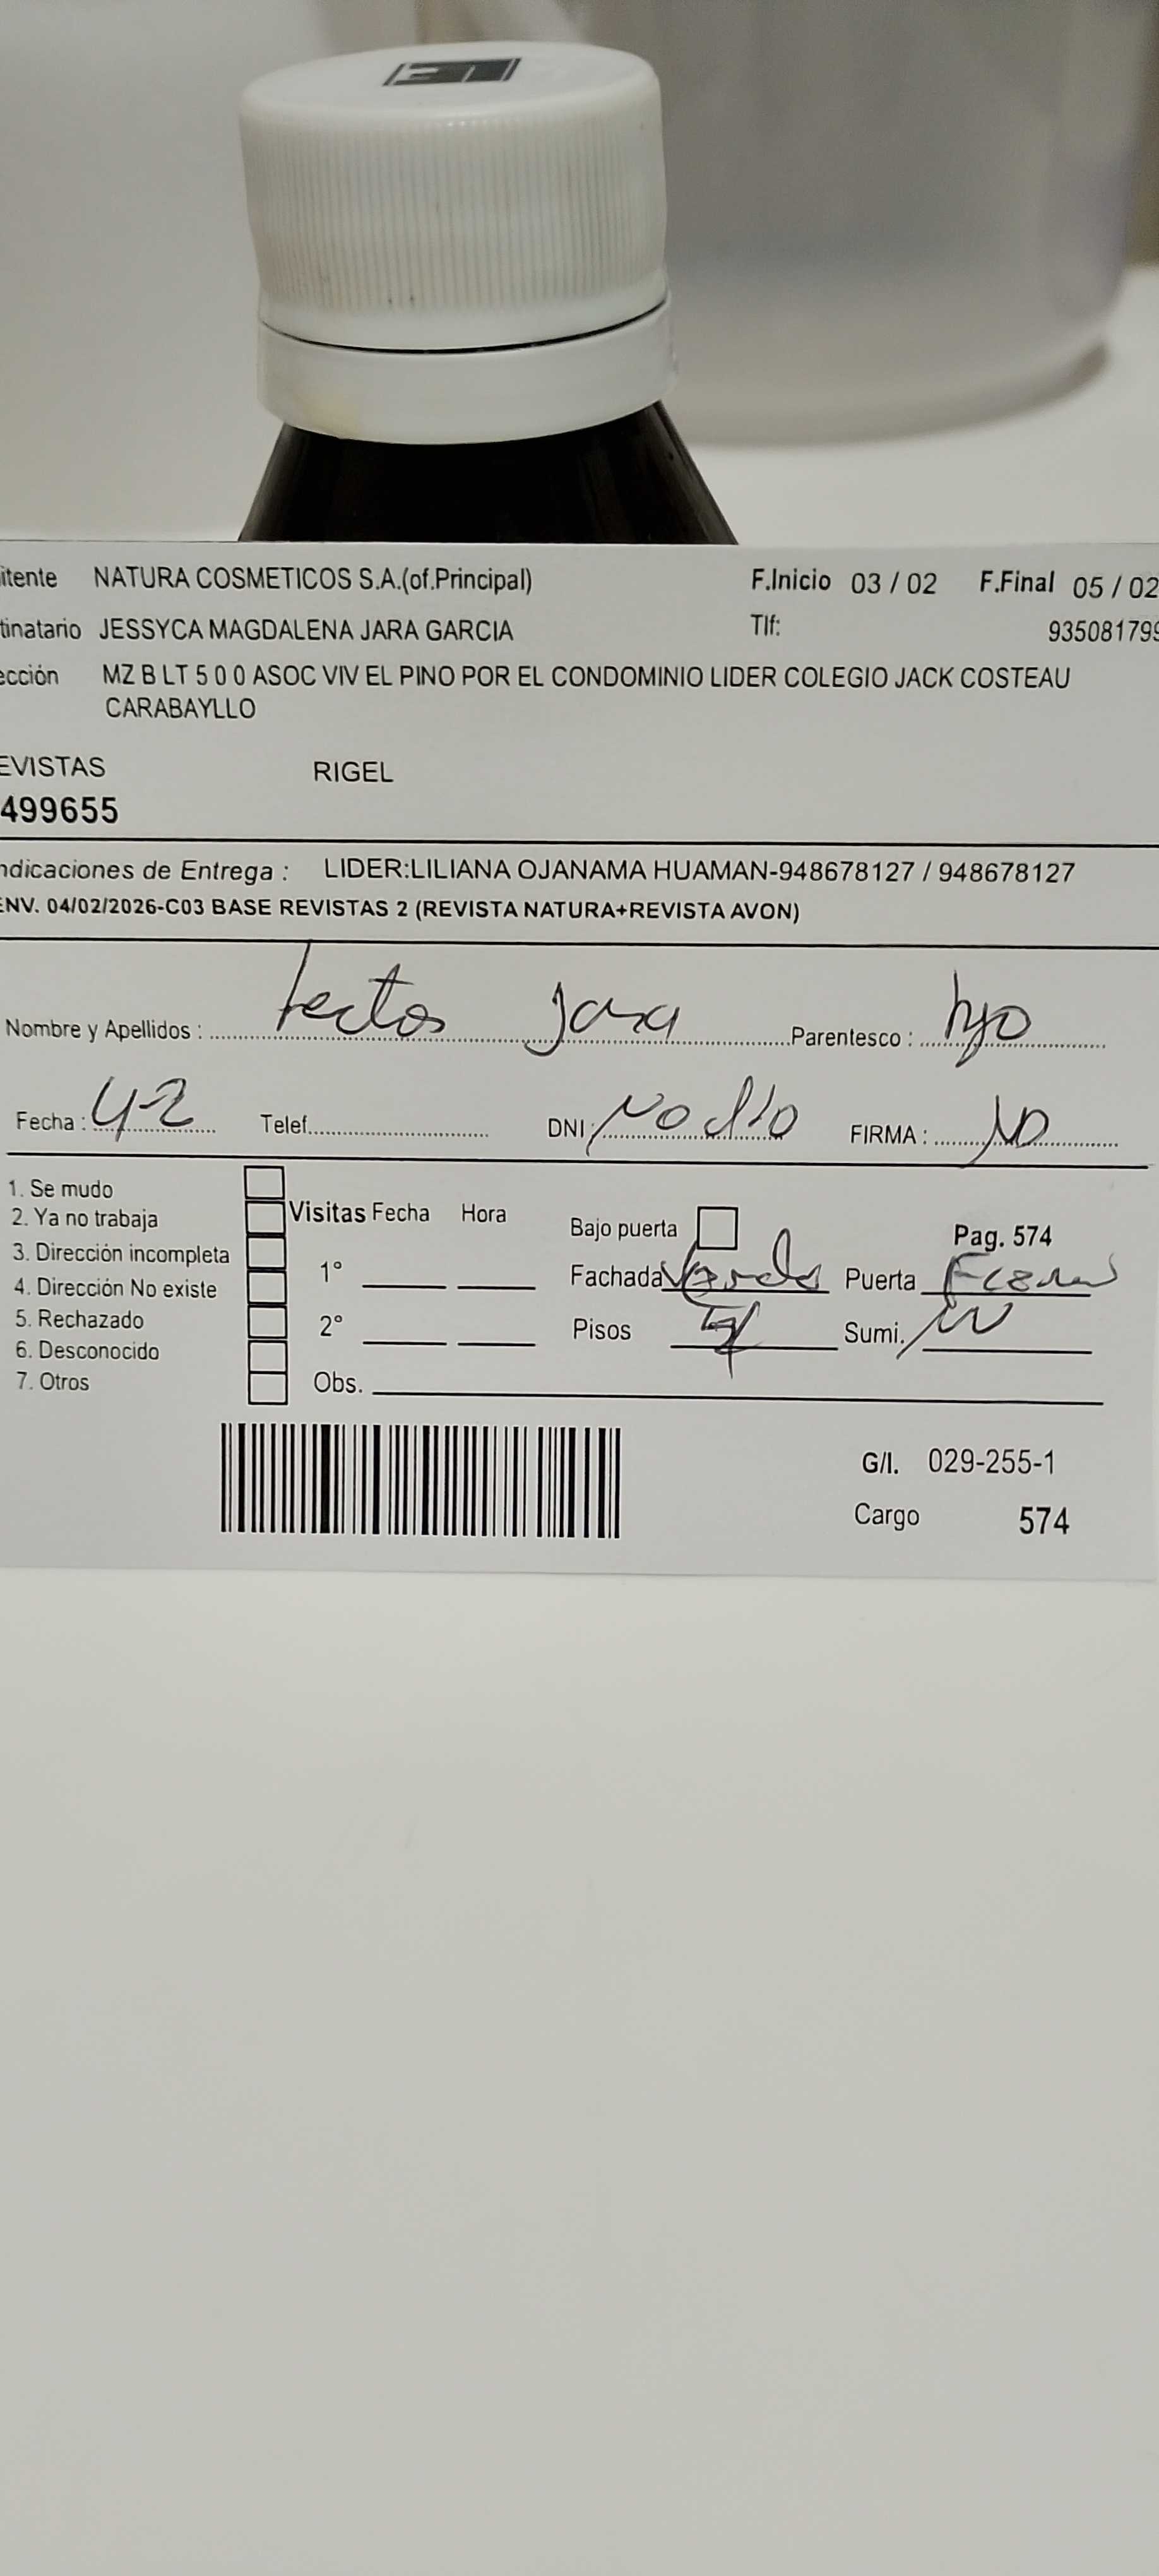 itente NATURA COSMETICOS S.A.(of.Principal) F.Inicio 03 / 02 F.Final 05 / 02
tinatario JESSYCA MAGDALENA JARA GARCIA Tlf: 935081799
ección MZ B LT 5 0 0 ASOC VIV EL PINO POR EL CONDOMINIO LIDER COLEGIO JACK COSTEAU
CARABAYLLO
EVISTAS RIGEL
499655
ndicaciones de Entrega : LIDER:LILIANA OJANAMA HUAMAN-948678127 / 948678127
ENV. 04/02/2026-C03 BASE REVISTAS 2 (REVISTA NATURA+REVISTA AVON)
Nombre y Apellidos : Jara Parentesco : hijo
Fecha : 4-2 Telef. DNI: No dio FIRMA : NO
1. Se mudo
2. Ya no trabaja Visitas Fecha Hora Bajo puerta Pag. 574
3. Dirección incompleta
4. Dirección No existe 1° Fachada Verde Puerta
5. Rechazado 2° Pisos Sumi.
6. Desconocido
7. Otros Obs.
G/I. 029-255-1
Cargo 574